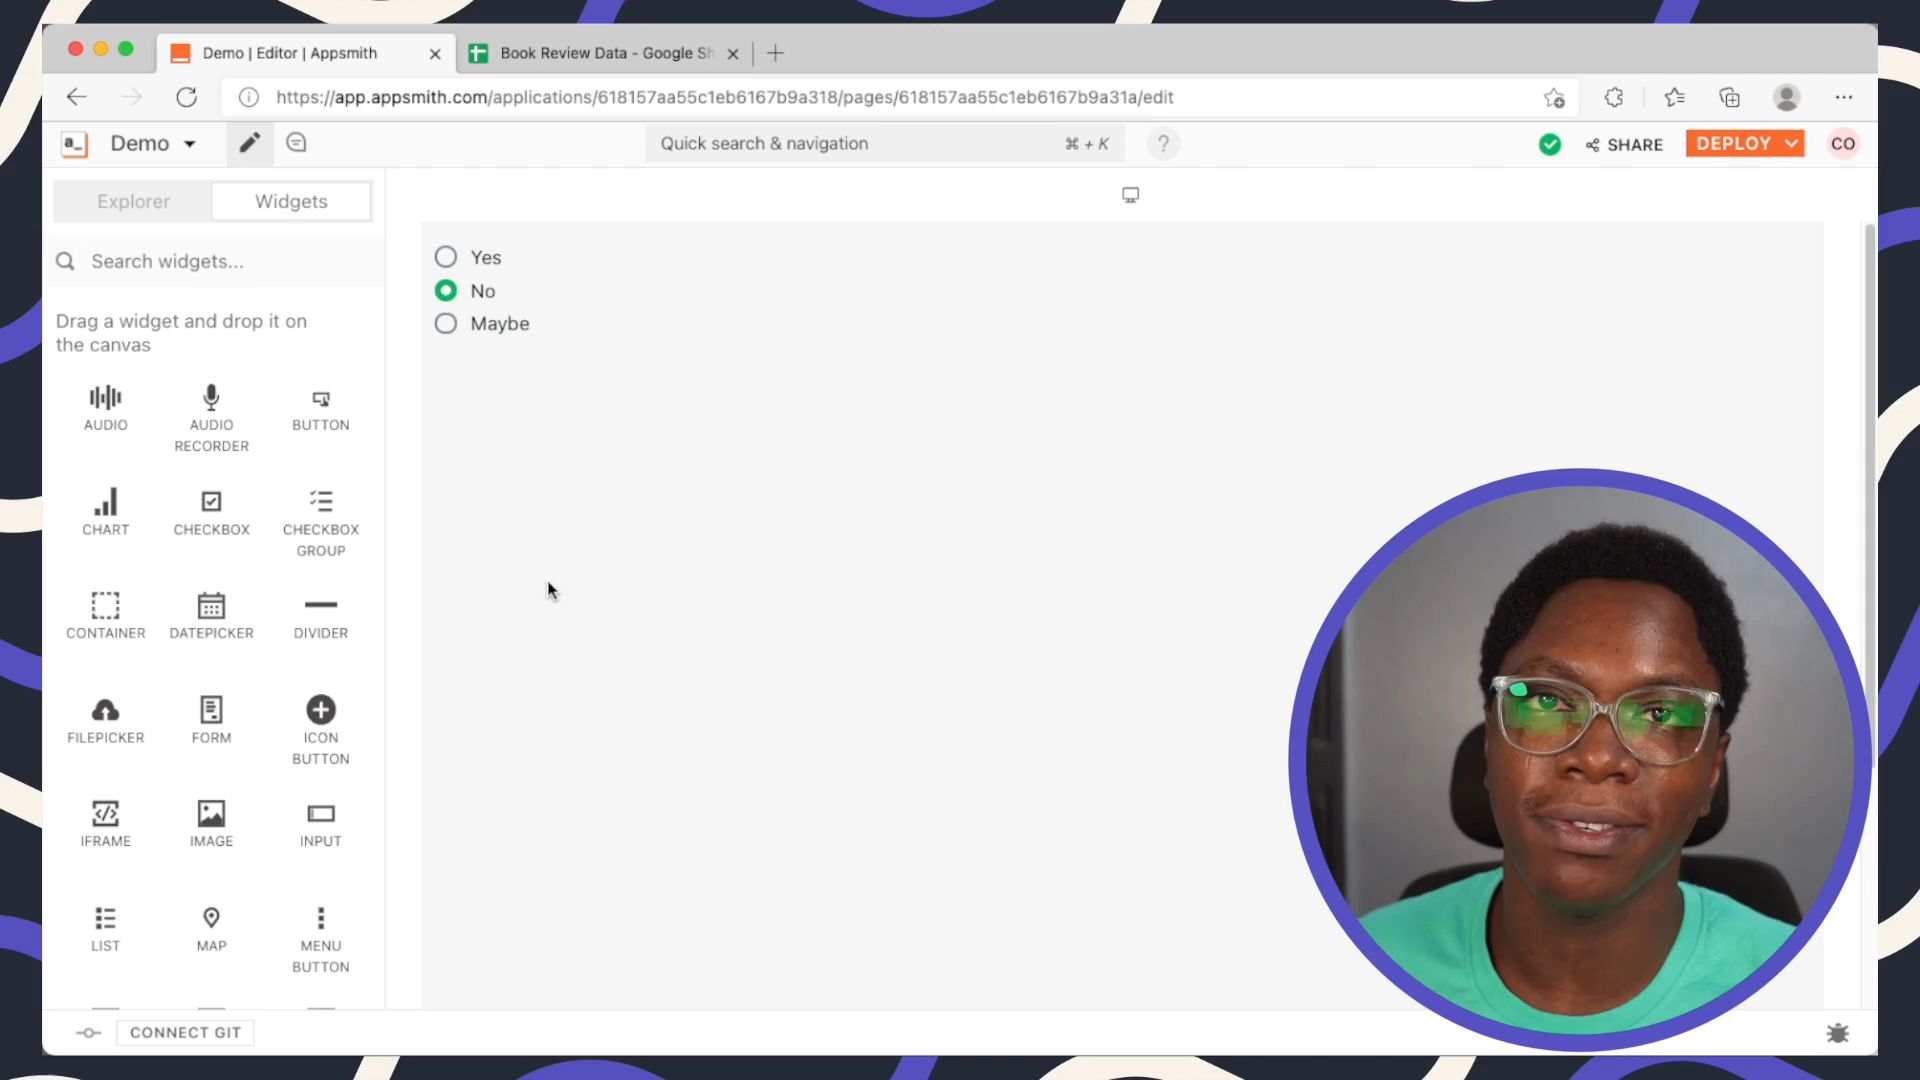 Demo | Editor | Appsmith
Book Review Data - Google Sh
https://app.appsmith.com/applications/618157aa55c1eb6167b9a318/pages/618157aa55c1eb6167b9a31a/edit
a_ Demo
Quick search & navigation ⌘ + K ?
SHARE
DEPLOY
CO
Explorer
Widgets
Search widgets...
Drag a widget and drop it on
the canvas
AUDIO
AUDIO
RECORDER
BUTTON
CHART
CHECKBOX
CHECKBOX
GROUP
CONTAINER
DATEPICKER
DIVIDER
FILEPICKER
FORM
ICON
BUTTON
IFRAME
IMAGE
INPUT
LIST
MAP
MENU
BUTTON
CONNECT GIT
Yes
No
Maybe